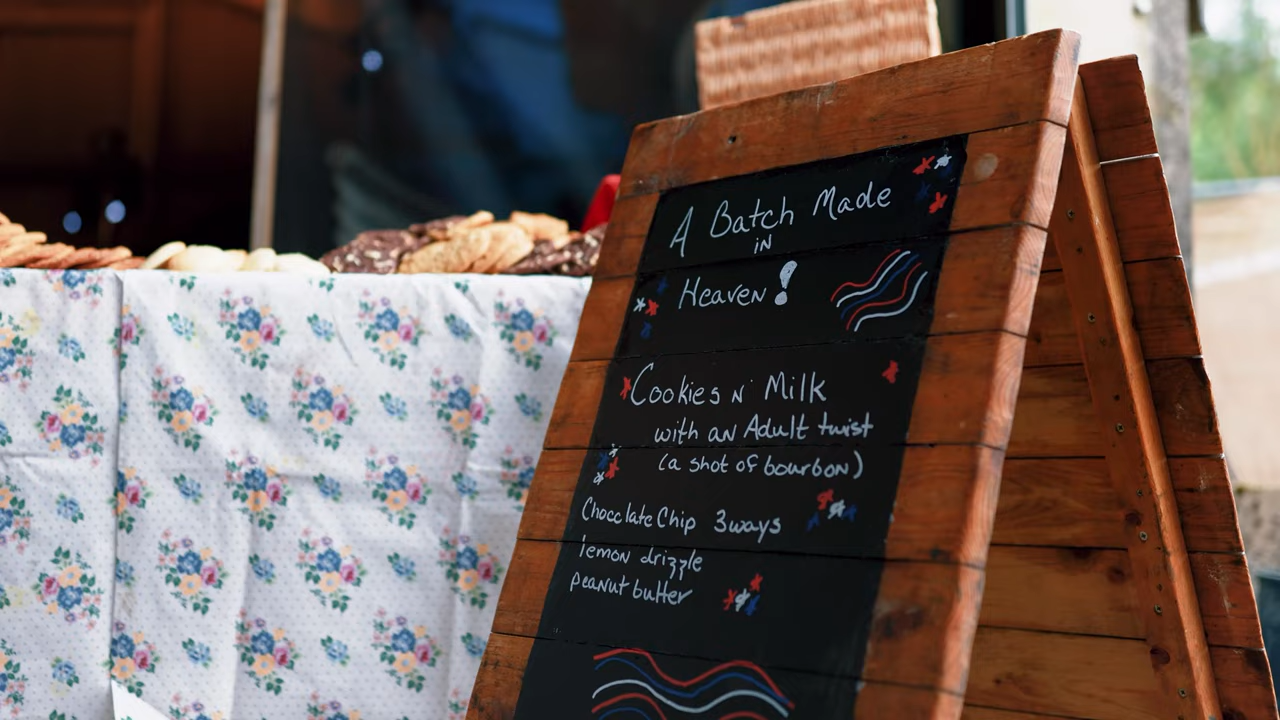 A Batch Made
IN
Heaven!
Cookies N' Milk
with an Adult twist
(a shot of bourbon)
Chocclate Chip 3ways
lemon drizzle
peanut butter